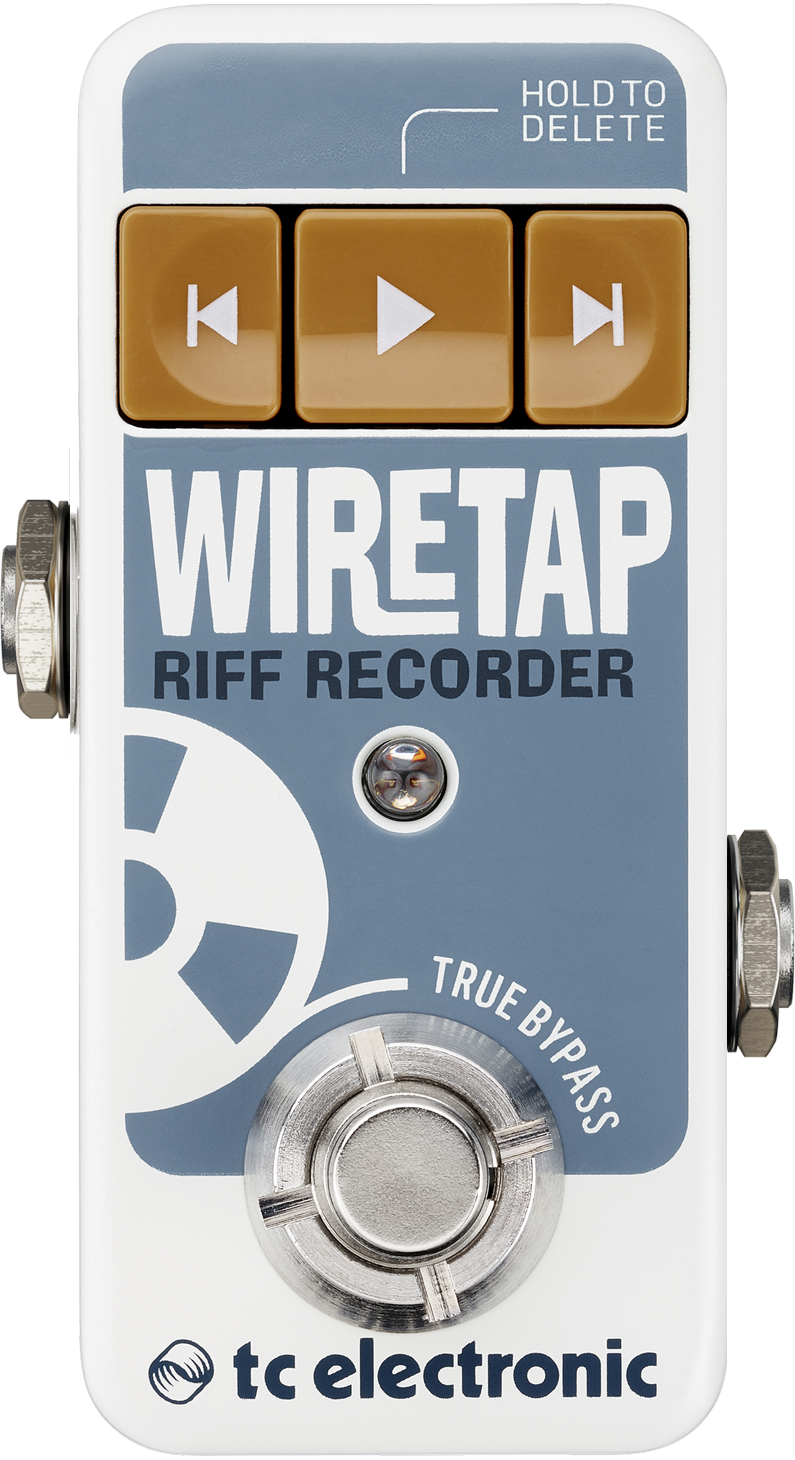 HOLD TO
DELETE
WIRETAP
RIFF RECORDER
TRUE BYPASS
tc electronic